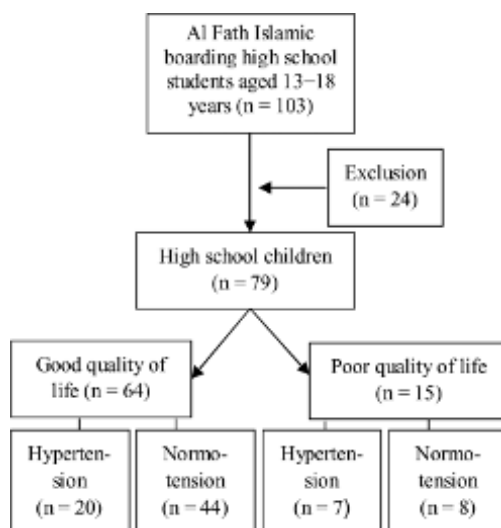 Al Fath Islamic
boarding high school
students aged 13–18
years (n = 103)
Exclusion
(n = 24)
High school children
(n = 79)
Good quality of
life (n = 64)
Poor quality of life
(n = 15)
Hyperten-
sion
(n = 20)
Normo-
tension
(n = 44)
Hyperten-
sion
(n = 7)
Normo-
tension
(n = 8)